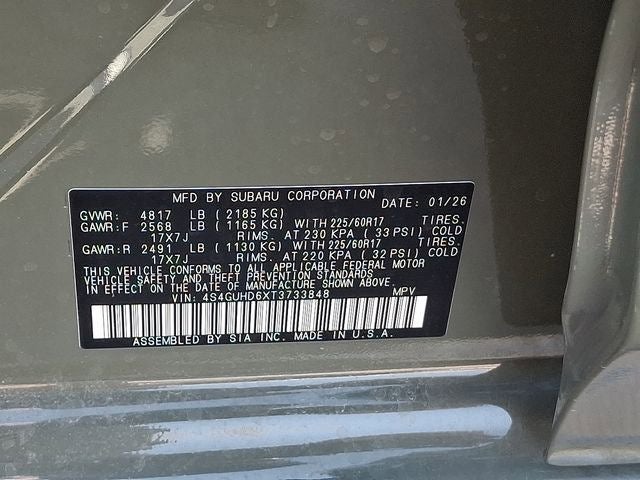 MFD BY SUBARU CORPORATION DATE: 01/26
GVWR: 4817 LB ( 2185 KG)
GAWR:F 2568 LB ( 1165 KG) WITH 225/60R17 TIRES.
17X7J RIMS. AT 230 KPA ( 33 PSI) COLD
GAWR:R 2491 LB ( 1130 KG) WITH 225/60R17 TIRES.
17X7J RIMS. AT 220 KPA ( 32 PSI) COLD
THIS VEHICLE CONFORMS TO ALL APPLICABLE FEDERAL MOTOR
VEHICLE SAFETY AND THEFT PREVENTION STANDARDS
IN EFFECT ON THE DATE OF MANUFACTURE SHOWN ABOVE.
VIN: 4S4GUHD6XT3733848 MPV
ASSEMBLED BY SIA INC. MADE IN U.S.A.